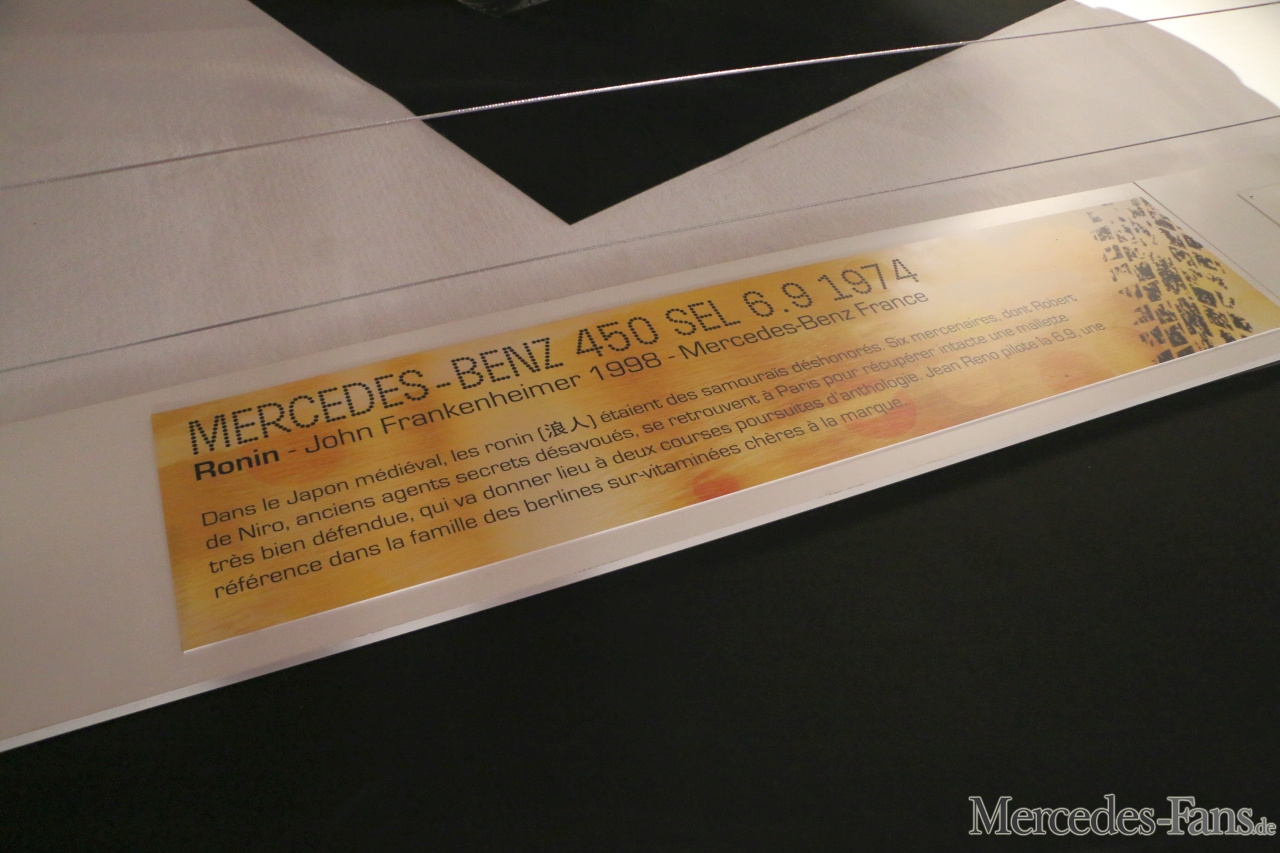 MERCEDES-BENZ 450 SEL 6.9 1974
Ronin - John Frankenheimer 1998 - Mercedes-Benz France
Dans le Japon médiéval, les ronin (浪人) étaient des samourais déshonorés. Six mercenaires, dont Robert
de Niro, anciens agents secrets désavoués, se retrouvent à Paris pour récupérer intacte une mallette
très bien défendue, qui va donner lieu à deux courses poursuites d'anthologie. Jean Reno pilote la 6.9, une
référence dans la famille des berlines sur-vitaminées chères à la marque.
Mercedes-Fans.de